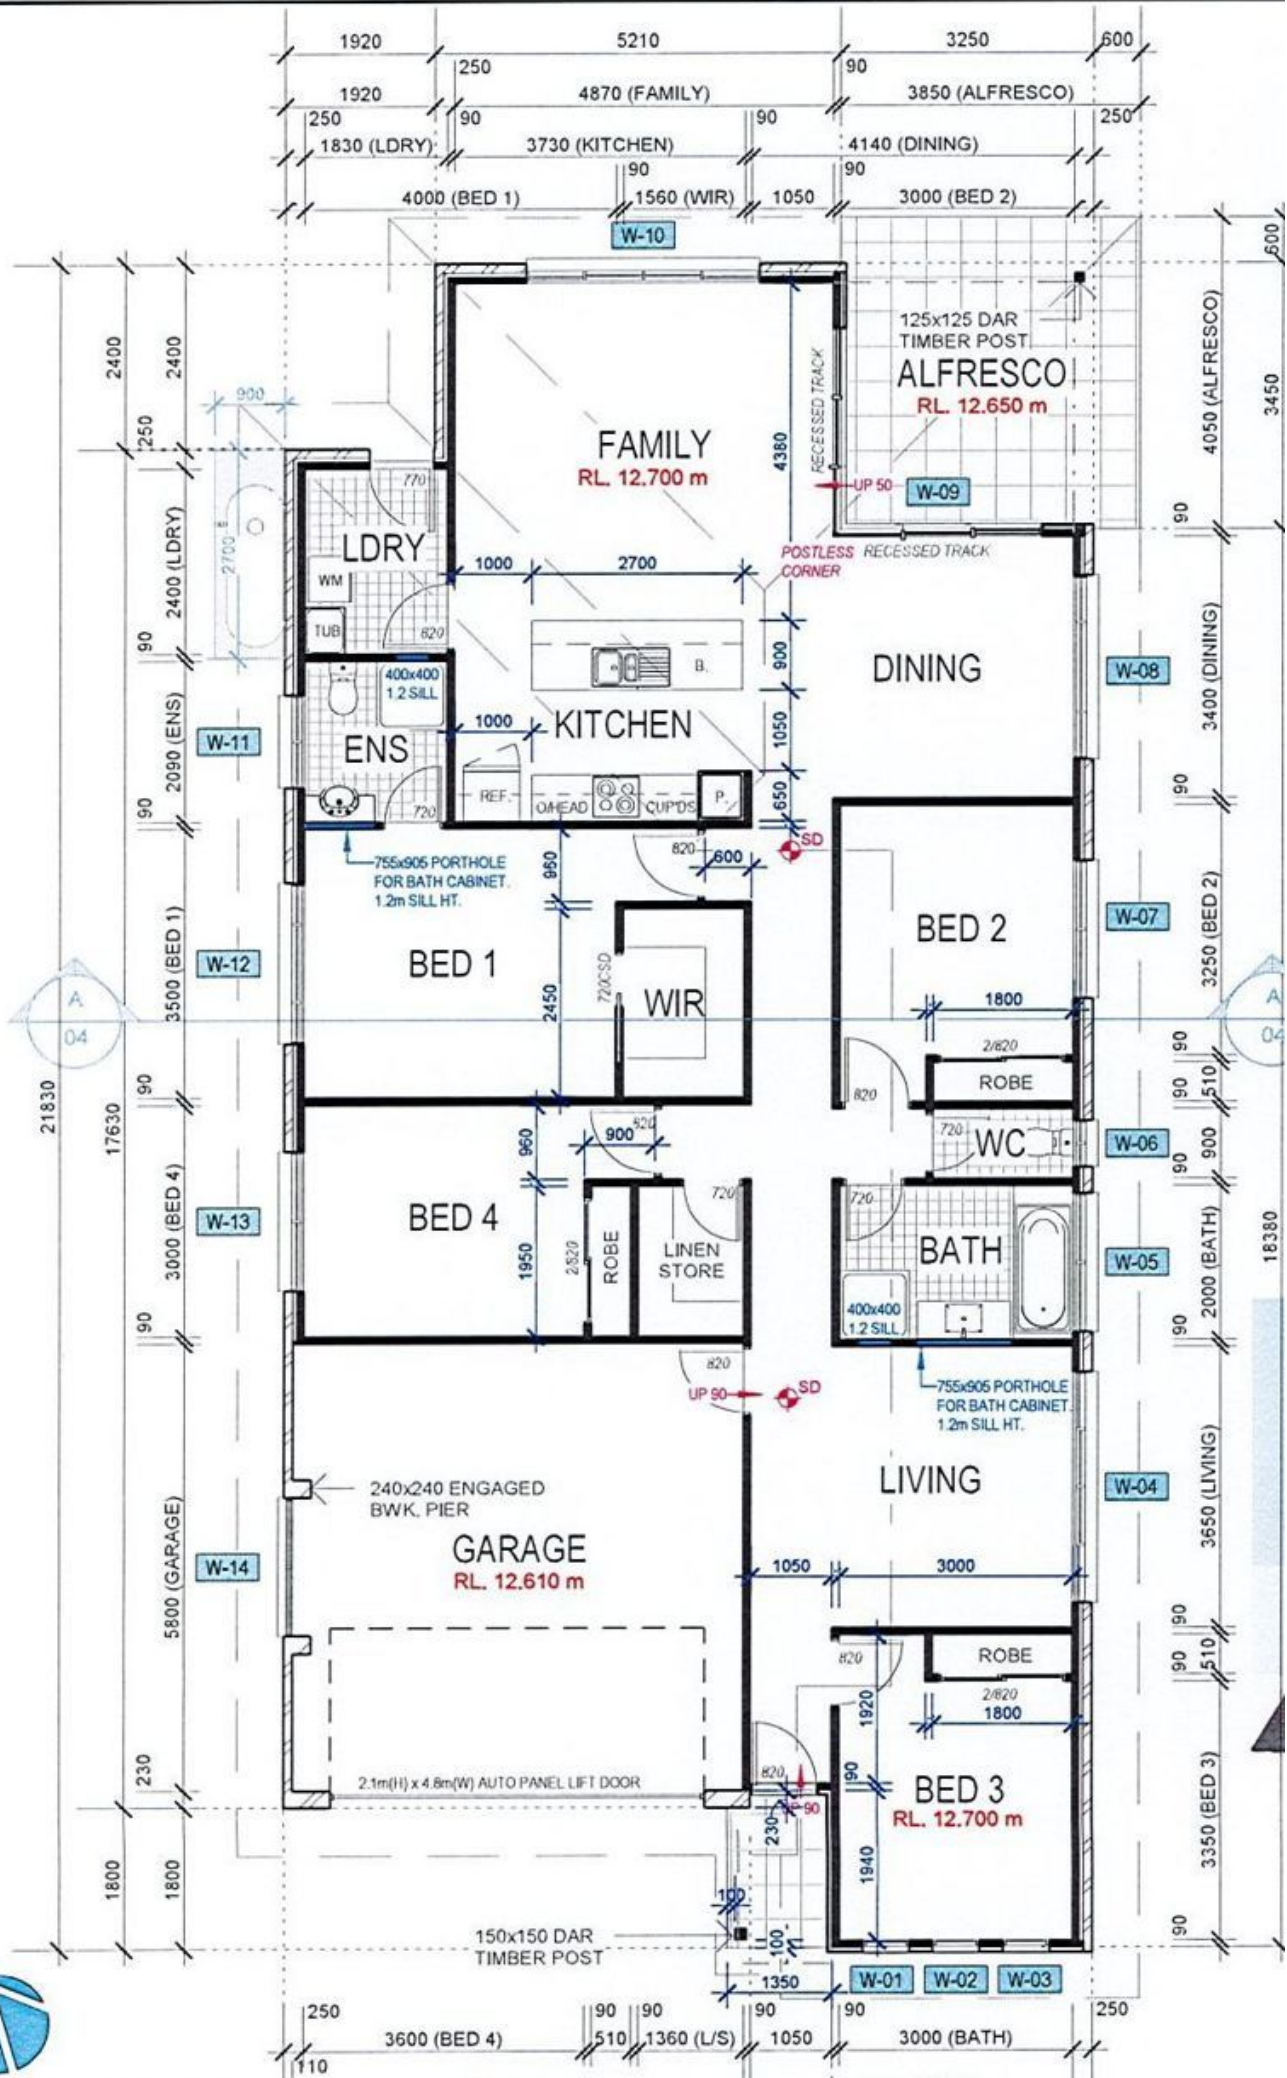 1920
5210
3250
600
250
90
1920
4870 (FAMILY)
3850 (ALFRESCO)
250
90
90
250
1830 (LDRY)
3730 (KITCHEN)
4140 (DINING)
90
90
4000 (BED 1)
1560 (WIR)
1050
3000 (BED 2)
W-10
600
2400
2400
125x125 DAR
TIMBER POST
ALFRESCO
RL. 12.650 m
4050 (ALFRESCO)
3450
RECESSED TRACK
900
FAMILY
RL. 12.700 m
4380
250
770
UP 50
W-09
LDRY
2400 (LDRY)
2700
WM
TUB
820
1000
2700
POSTLESS
CORNER
RECESSED TRACK
90
90
900
B.
DINING
3400 (DINING)
W-08
400x400
1.2 SILL
2090 (ENS)
W-11
ENS
1000
KITCHEN
1050
REF.
O/HEAD
CUP'DS
P.
650
720
90
90
SD
820
600
755x905 PORTHOLE
FOR BATH CABINET.
1.2m SILL HT.
960
BED 2
W-07
3250 (BED 2)
3500 (BED 1)
W-12
BED 1
720CSD
WIR
2450
A
04
A
04
1800
2/820
ROBE
90
510
90
21830
17630
90
820
960
820
900
720
WC
W-06
900
90
3000 (BED 4)
W-13
BED 4
720
720
1950
2/820
ROBE
LINEN
STORE
BATH
W-05
2000 (BATH)
18380
400x400
1.2 SILL
90
90
820
UP 90
SD
755x905 PORTHOLE
FOR BATH CABINET.
1.2m SILL HT.
240x240 ENGAGED
BWK. PIER
LIVING
W-04
3650 (LIVING)
GARAGE
RL. 12.610 m
5800 (GARAGE)
W-14
1050
3000
90
510
90
820
ROBE
2/820
1800
1920
230
2.1m(H) x 4.8m(W) AUTO PANEL LIFT DOOR
820
90
UP 90
230
BED 3
RL. 12.700 m
3350 (BED 3)
1800
1800
1940
100
100
150x150 DAR
TIMBER POST
90
1350
W-01
W-02
W-03
250
90
90
90
90
250
3600 (BED 4)
510
1360 (L/S)
1050
3000 (BATH)
110